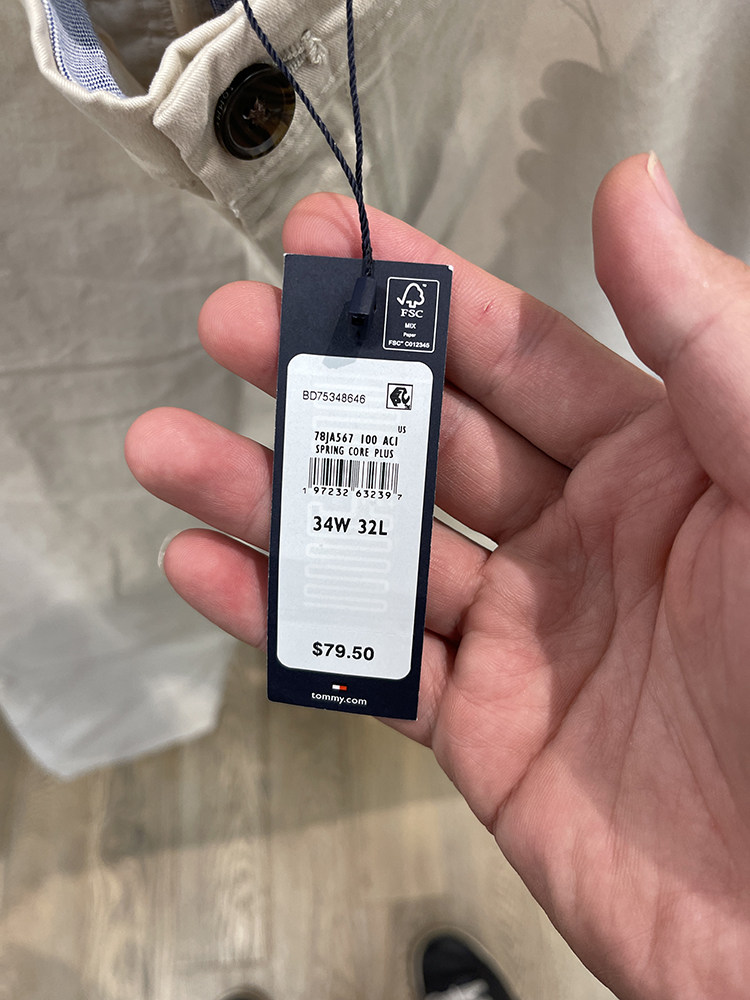 FSC™
MIX
Paper
FSC® C012345
BD75348646
US
78JA567 100 ACI
SPRING CORE PLUS
1 97232 63239 7
34W 32L
$79.50
tommy.com